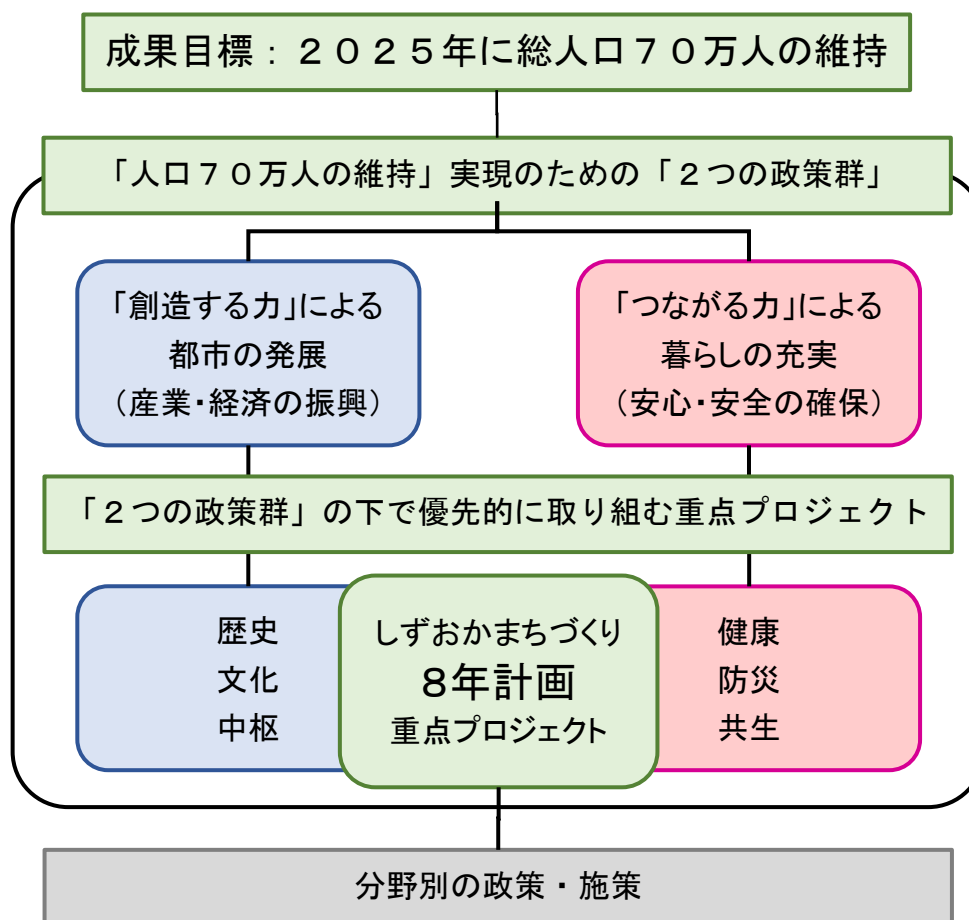 成果目標：２０２５年に総人口７０万人の維持
「人口７０万人の維持」実現のための「２つの政策群」
「創造する力」による
都市の発展
（産業・経済の振興）
「つながる力」による
暮らしの充実
（安心・安全の確保）
「２つの政策群」の下で優先的に取り組む重点プロジェクト
歴史
文化
中枢
しずおかまちづくり
８年計画
重点プロジェクト
健康
防災
共生
分野別の政策・施策